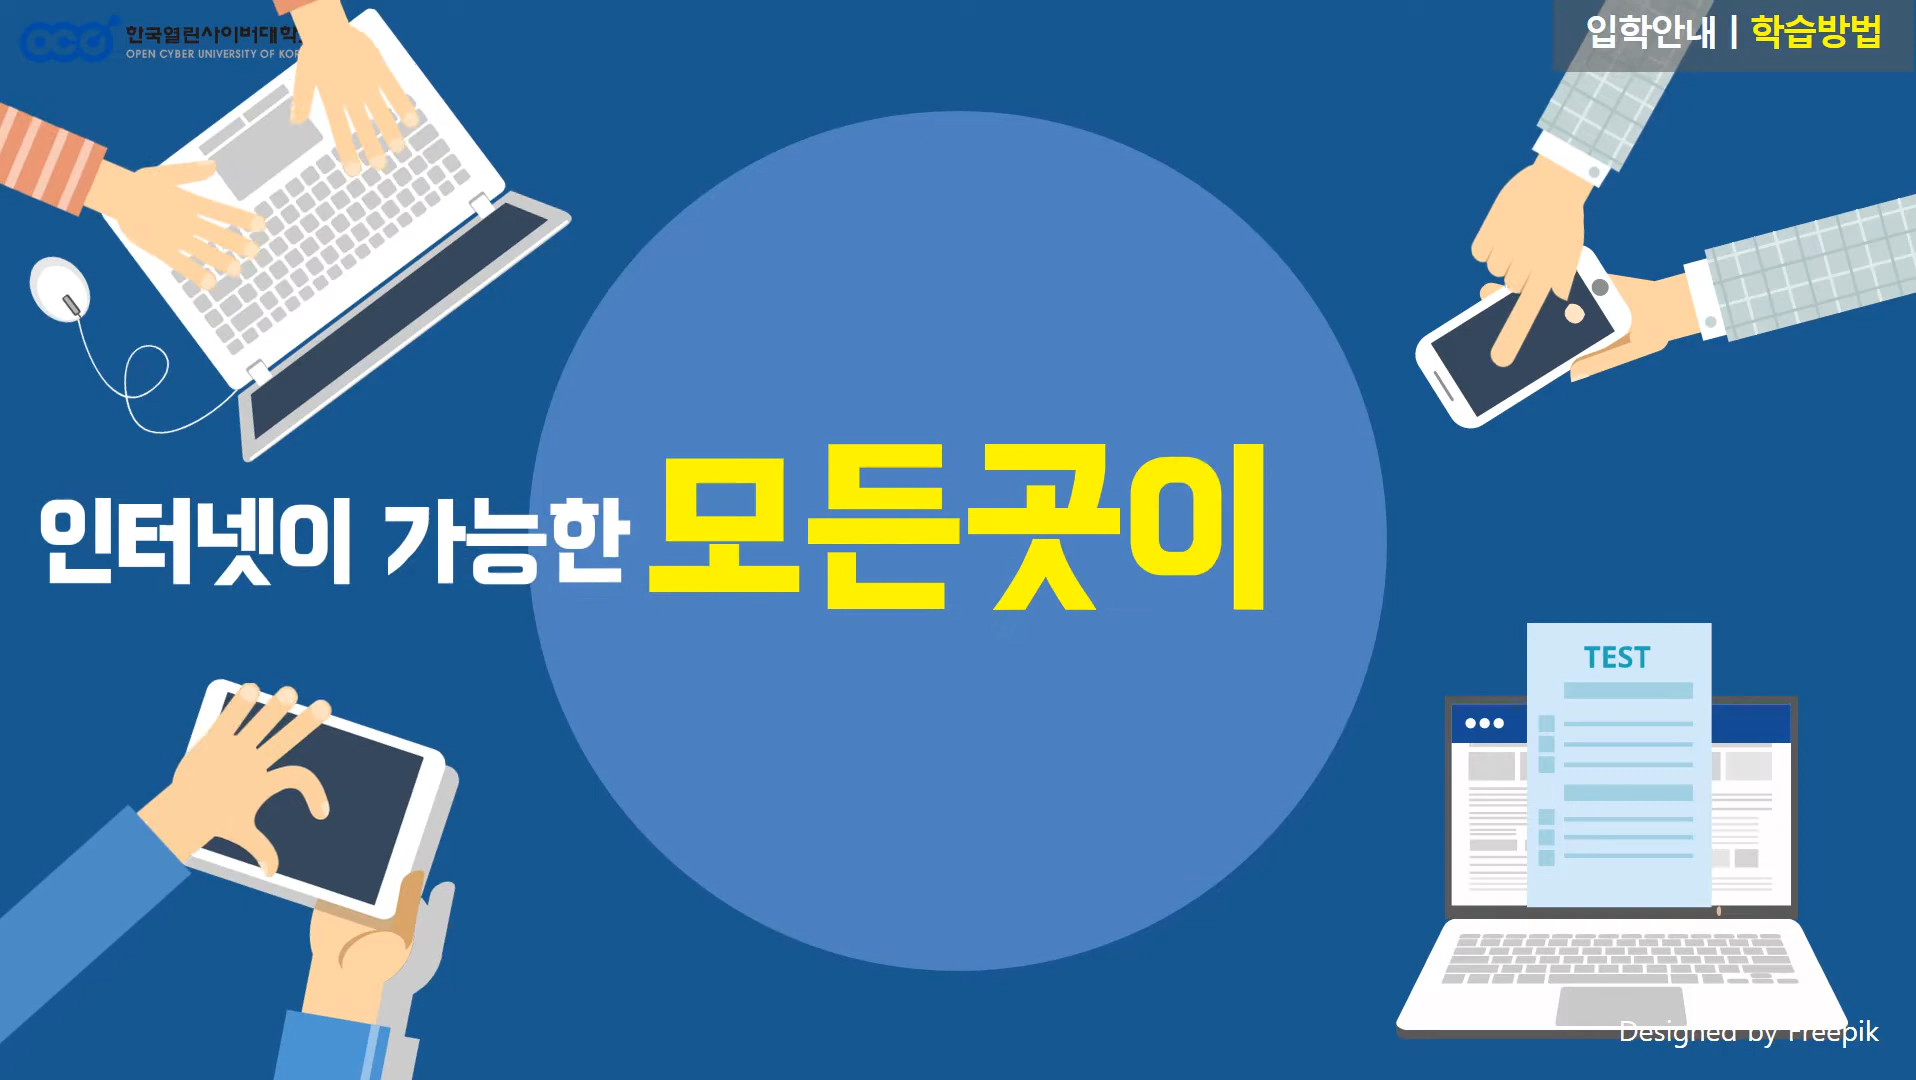 한국열린사이버대학
OPEN CYBER UNIVERSITY OF KOR
입학안내 | 학습방법
인터넷이 가능한 모든곳이
TEST
Designed by Freepik